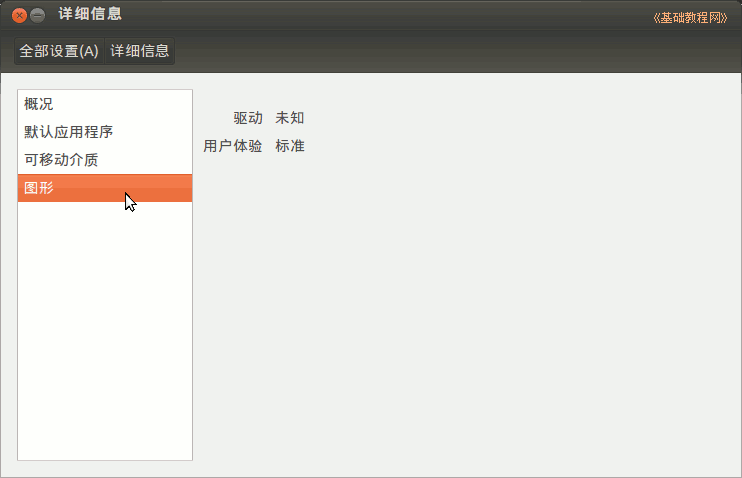 详细信息
《基础教程网》
全部设置(A) 详细信息
概况
默认应用程序
可移动介质
图形
驱动 未知
用户体验 标准